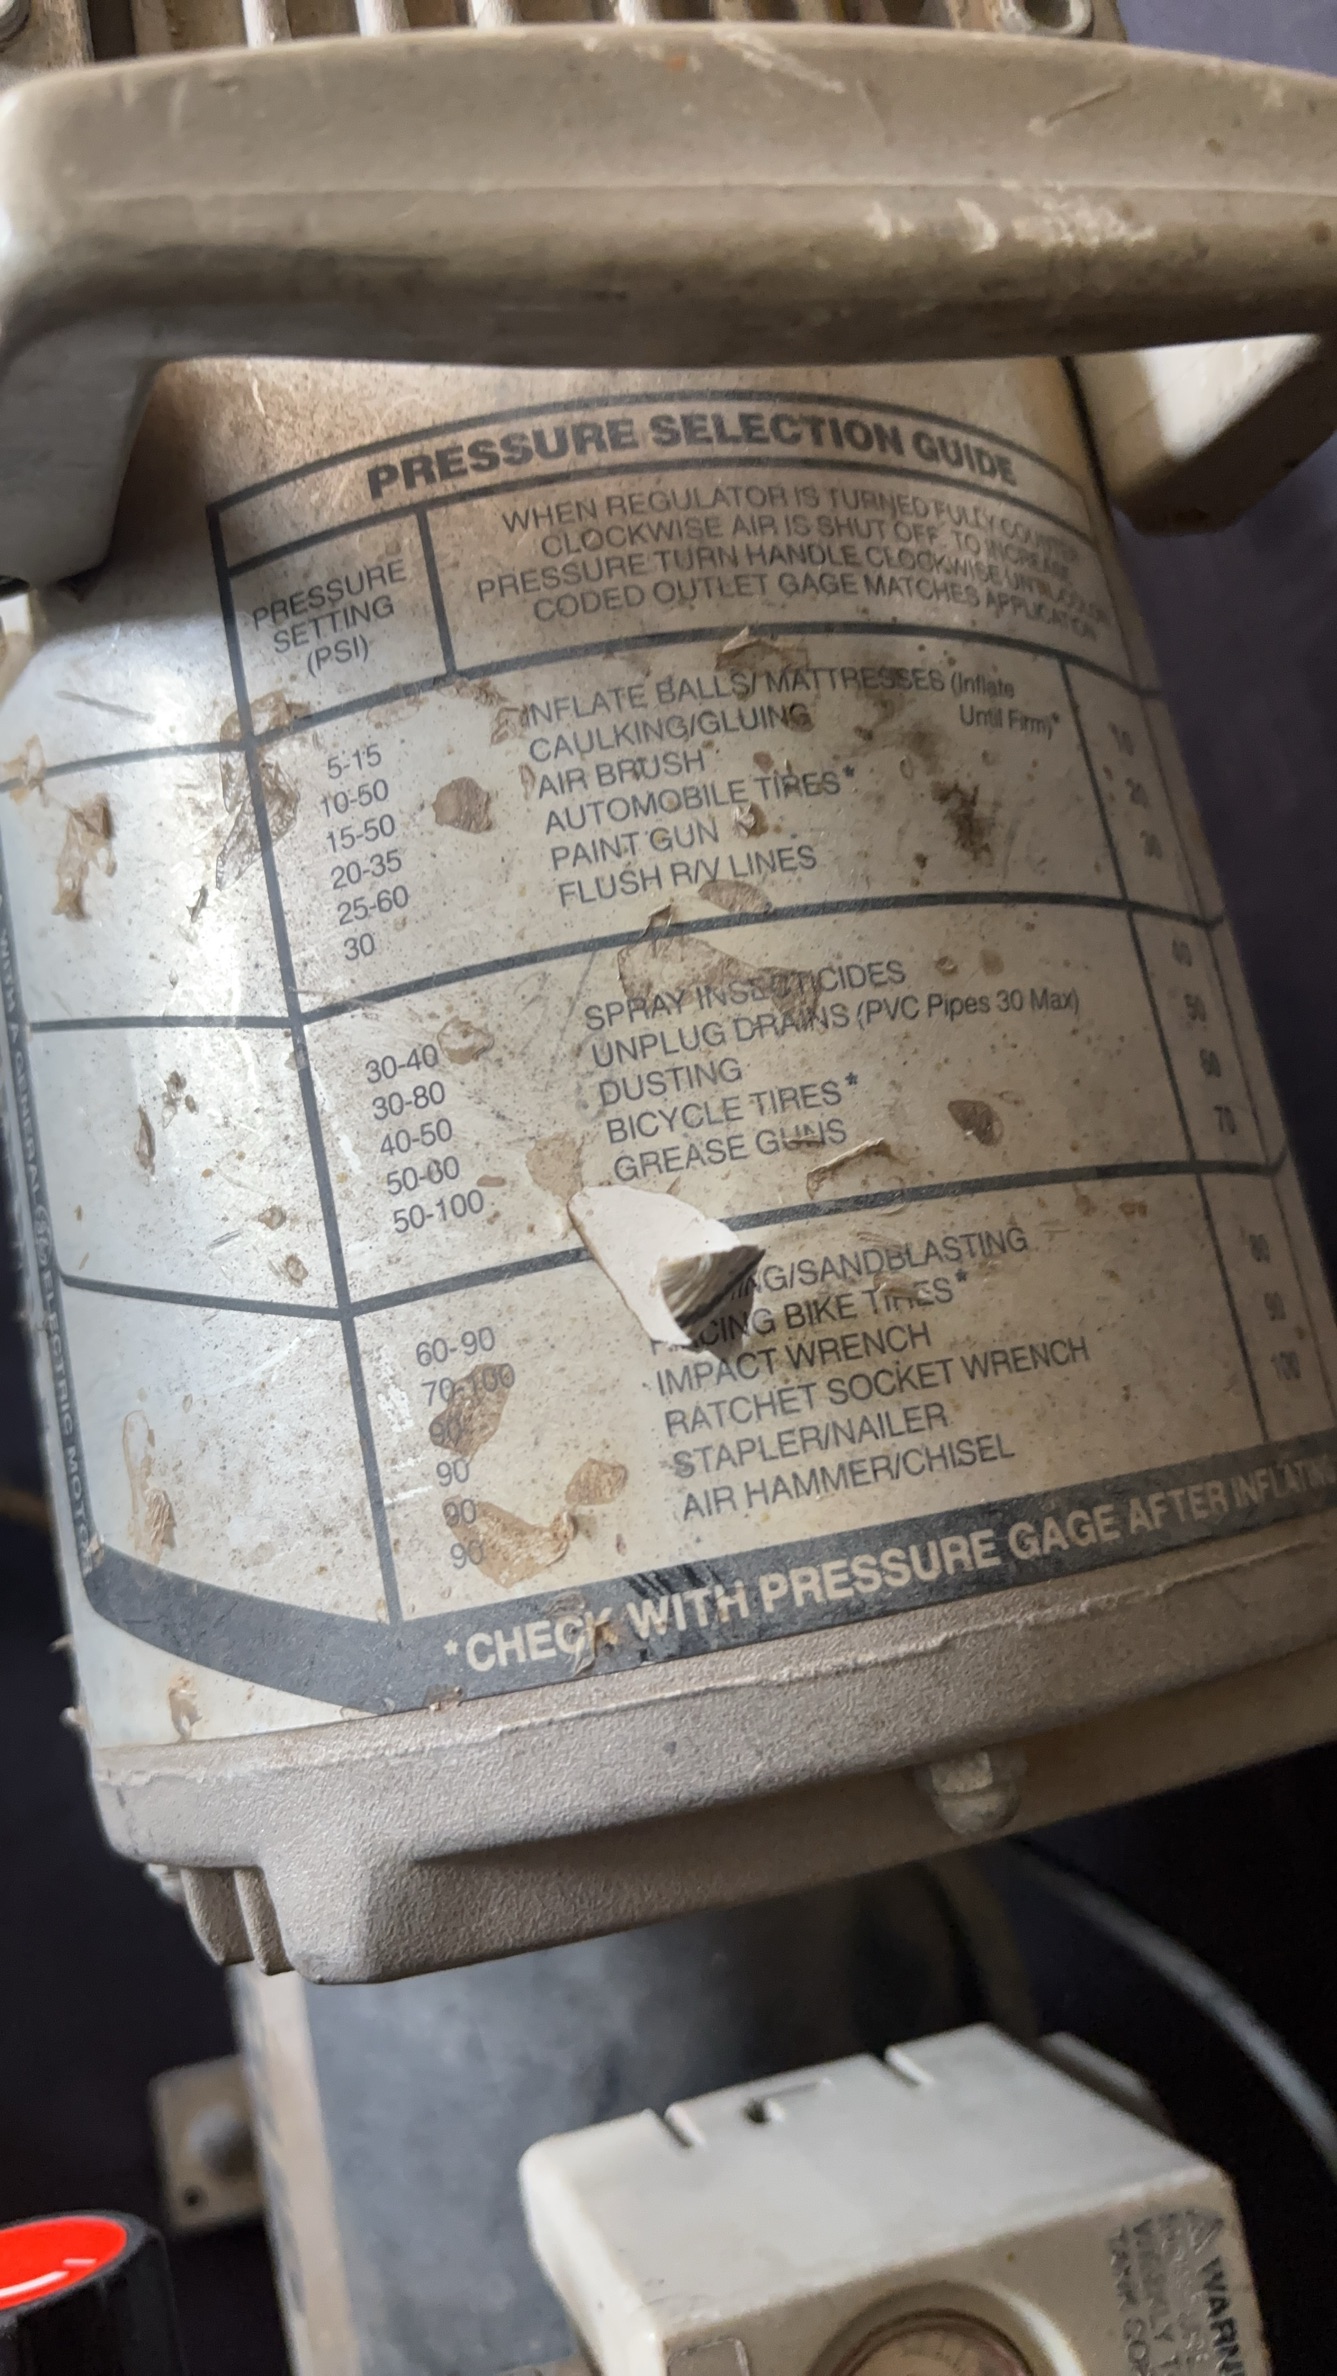 PRESSURE SELECTION GUIDE
PRESSURE
SETTING
(PSI)
WHEN REGULATOR IS TURNED FULLY COUNTER
CLOCKWISE AIR IS SHUT OFF. TO INCREASE
PRESSURE TURN HANDLE CLOCKWISE UNTIL COLOR
CODED OUTLET GAGE MATCHES APPLICATION
5-15 INFLATE BALLS/MATTRESSES (Inflate Until Firm)*
10-50 CAULKING/GLUING
15-50 AIR BRUSH
20-35 AUTOMOBILE TIRES*
25-60 PAINT GUN
30 FLUSH R/V LINES
10
20
30
30-40 SPRAY INSECTICIDES
30-80 UNPLUG DRAINS (PVC Pipes 30 Max)
40-50 DUSTING
50-60 BICYCLE TIRES*
50-100 GREASE GUNS
40
50
60
70
60-90 /SANDBLASTING
70-100 RACING BIKE TIRES*
90 IMPACT WRENCH
90 RATCHET SOCKET WRENCH
90 STAPLER/NAILER
90 AIR HAMMER/CHISEL
80
90
100
*CHECK WITH PRESSURE GAGE AFTER INFLATING
WITH A GENERAL ELECTRIC MOTOR